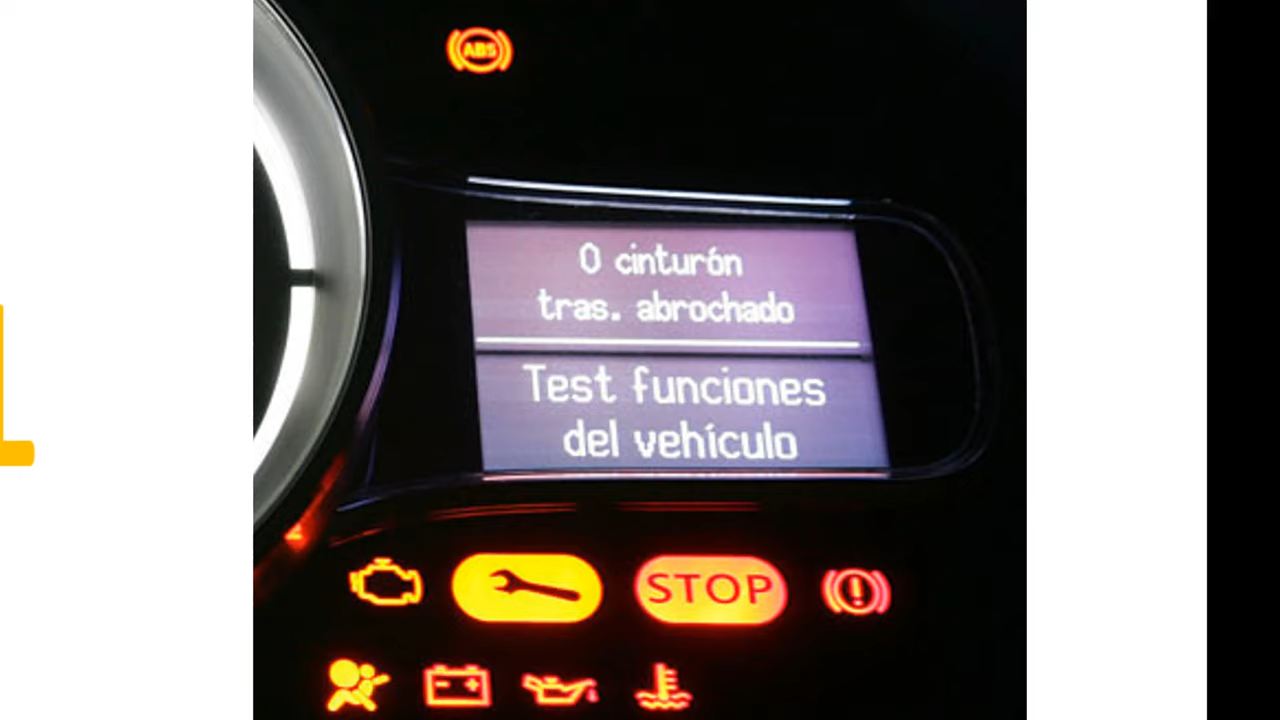 ABS
0 cinturón
tras. abrochado
Test funciones
del vehículo
STOP